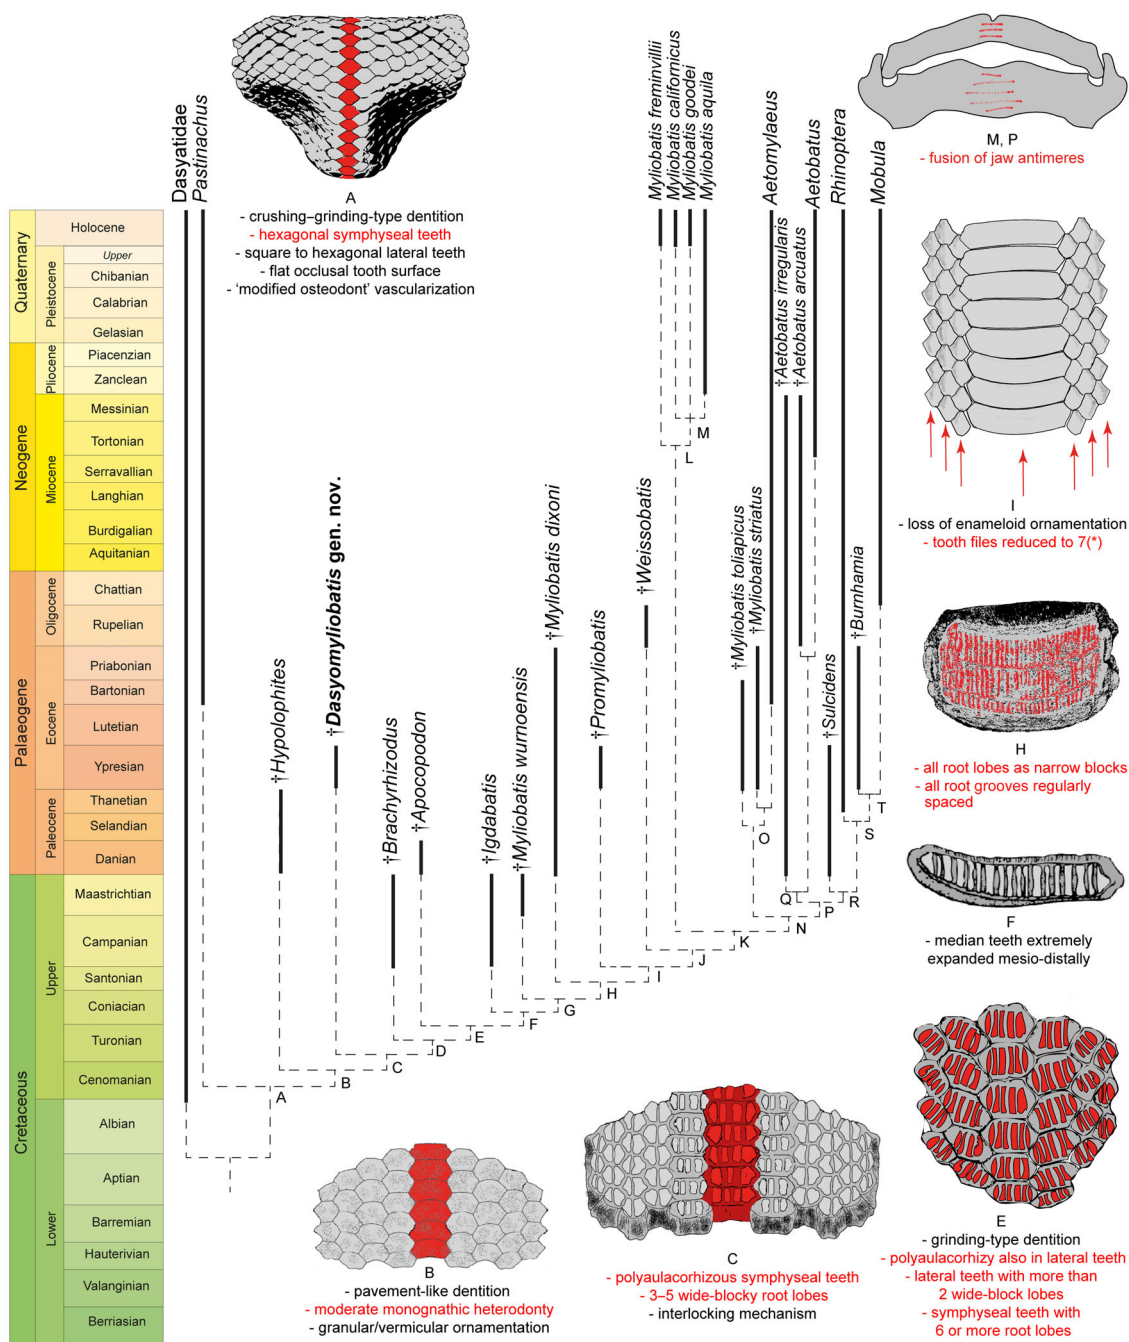 Dasyatidae
Pastinachus
A
- crushing–grinding-type dentition
- hexagonal symphyseal teeth
- square to hexagonal lateral teeth
- flat occlusal tooth surface
- ‘modified osteodont’ vascularization
Myliobatis freminvillii
Myliobatis californicus
Myliobatis goodei
Myliobatis aquila
Aetomylaeus
†Aetobatus irregularis
†Aetobatus arcuatus
Aetobatus
Rhinoptera
Mobula
M, P
- fusion of jaw antimeres
Quaternary
Holocene
Pleistocene
Upper
Chibanian
Calabrian
Gelasian
Neogene
Pliocene
Piacenzian
Zanclean
Miocene
Messinian
Tortonian
Serravallian
Langhian
Burdigalian
Aquitanian
Palaeogene
Oligocene
Chattian
Rupelian
Eocene
Priabonian
Bartonian
Lutetian
Ypresian
Paleocene
Thanetian
Selandian
Danian
Cretaceous
Upper
Maastrichtian
Campanian
Santonian
Coniacian
Turonian
Cenomanian
Lower
Albian
Aptian
Barremian
Hauterivian
Valanginian
Berriasian
†Hypolophites
†Dasyomyliobatis gen. nov.
†Brachyrhizodus
†Apocopodon
†Igdabatis
†Myliobatis wurnoensis
†Myliobatis dixoni
†Promyliobatis
†Weissobatis
†Myliobatis toliapicus
†Myliobatis striatus
†Sulcidens
†Burnhamia
A
B
C
D
E
F
G
H
I
J
K
L
M
N
O
P
Q
R
S
T
I
- loss of enameloid ornamentation
- tooth files reduced to 7(*)
H
- all root lobes as narrow blocks
- all root grooves regularly
spaced
F
- median teeth extremely
expanded mesio-distally
E
- grinding-type dentition
- polyaulacorhizy also in lateral teeth
- lateral teeth with more than
2 wide-block lobes
- symphyseal teeth with
6 or more root lobes
C
- polyaulacorhizous symphyseal teeth
- 3–5 wide-blocky root lobes
- interlocking mechanism
B
- pavement-like dentition
- moderate monognathic heterodonty
- granular/vermicular ornamentation